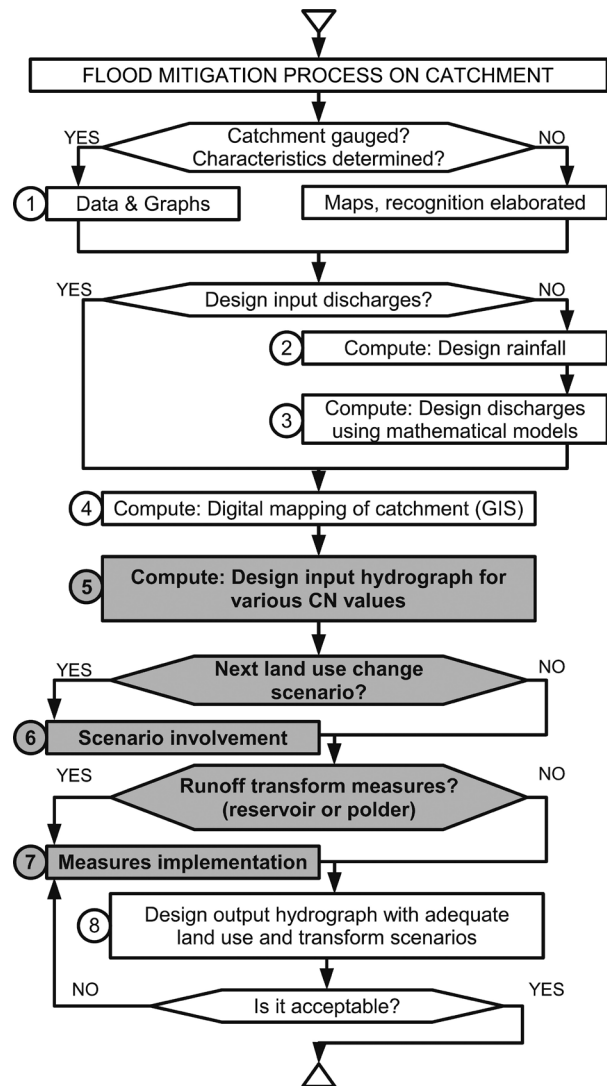 FLOOD MITIGATION PROCESS ON CATCHMENT
YES
Catchment gauged?
Characteristics determined?
NO
1
Data & Graphs
Maps, recognition elaborated
YES
Design input discharges?
NO
2
Compute: Design rainfall
3
Compute: Design discharges
using mathematical models
4
Compute: Digital mapping of catchment (GIS)
5
Compute: Design input hydrograph for
various CN values
YES
Next land use change
scenario?
NO
6
Scenario involvement
YES
Runoff transform measures?
(reservoir or polder)
NO
7
Measures implementation
8
Design output hydrograph with adequate
land use and transform scenarios
NO
Is it acceptable?
YES